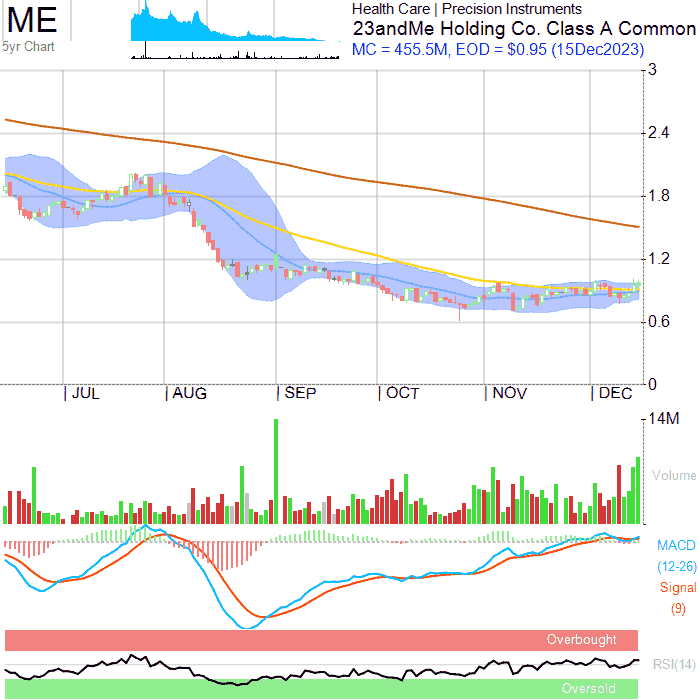 ME
5yr Chart
Health Care | Precision Instruments
23andMe Holding Co. Class A Common
MC = 455.5M, EOD = $0.95 (15Dec2023)
3
2.4
1.8
1.2
0.6
0
JUL AUG SEP OCT NOV DEC
14M
Volume
MACD
(12-26)
Signal
(9)
Overbought
RSI(14)
Oversold